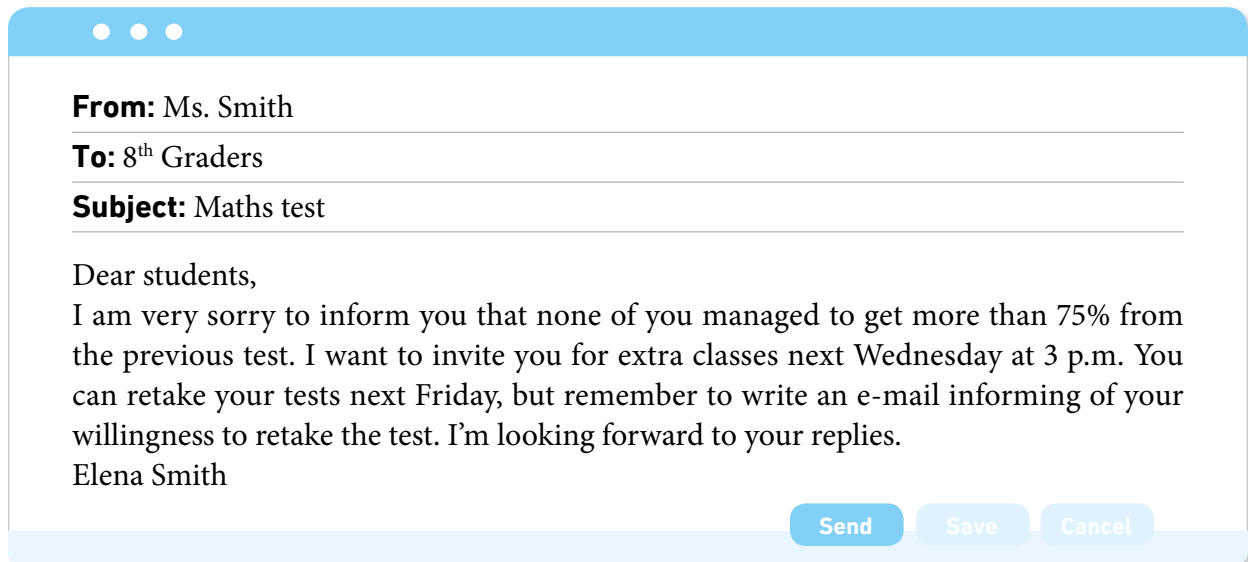 From: Ms. Smith
To: 8th Graders
Subject: Maths test
Dear students,
I am very sorry to inform you that none of you managed to get more than 75% from
the previous test. I want to invite you for extra classes next Wednesday at 3 p.m. You
can retake your tests next Friday, but remember to write an e-mail informing of your
willingness to retake the test. I’m looking forward to your replies.
Elena Smith
Send Save Cancel